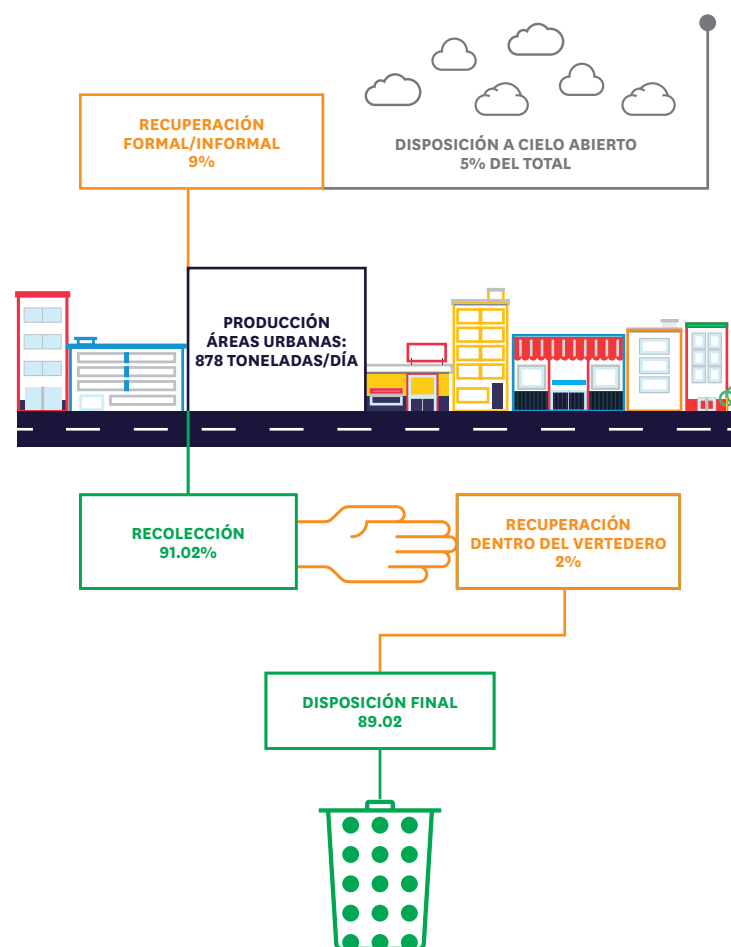 RECUPERACIÓN
FORMAL/INFORMAL
9%
DISPOSICIÓN A CIELO ABIERTO
5% DEL TOTAL
PRODUCCIÓN
ÁREAS URBANAS:
878 TONELADAS/DÍA
RECOLECCIÓN
91.02%
RECUPERACIÓN
DENTRO DEL VERTEDERO
2%
DISPOSICIÓN FINAL
89.02